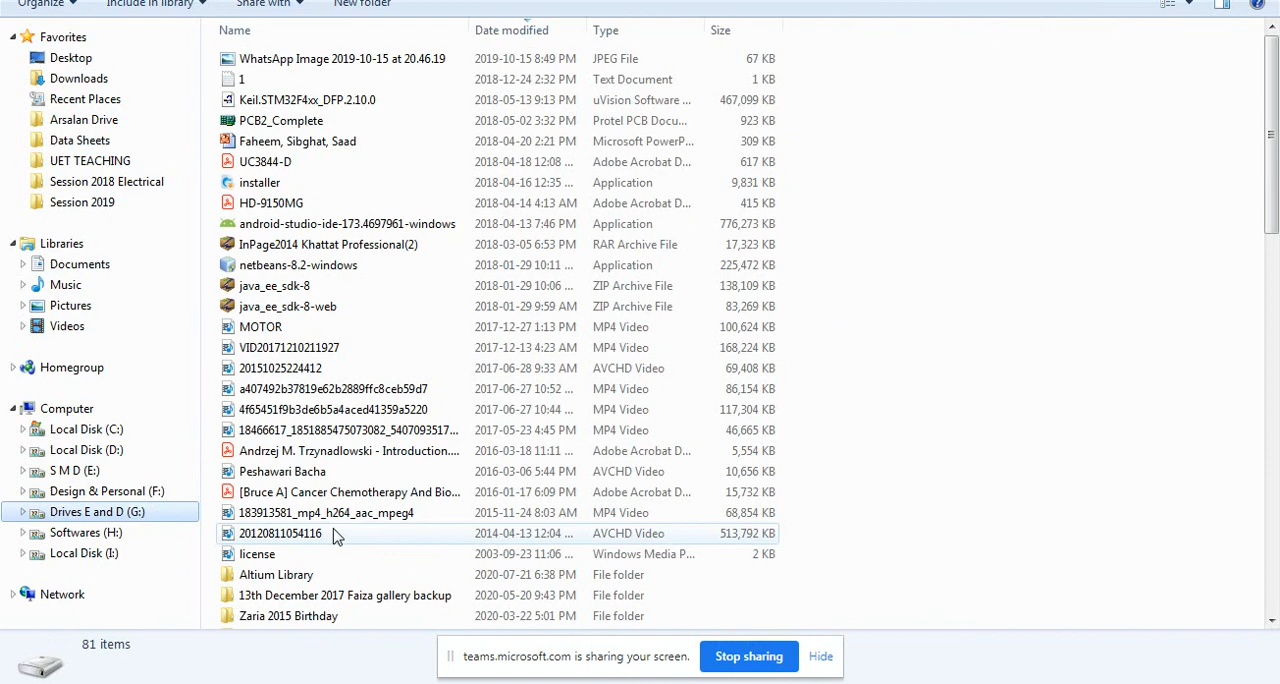 Organize Include in library Share with New folder
Name Date modified Type Size
Favorites
Desktop
Downloads
Recent Places
Arsalan Drive
Data Sheets
UET TEACHING
Session 2018 Electrical
Session 2019
Libraries
Documents
Music
Pictures
Videos
Homegroup
Computer
Local Disk (C:)
Local Disk (D:)
S M D (E:)
Design & Personal (F:)
Drives E and D (G:)
Softwares (H:)
Local Disk (I:)
Network
WhatsApp Image 2019-10-15 at 20.46.19 2019-10-15 8:49 PM JPEG File 67 KB
1 2018-12-24 2:32 PM Text Document 1 KB
Keil.STM32F4xx_DFP.2.10.0 2018-05-13 9:13 PM uVision Software ... 467,099 KB
PCB2_Complete 2018-05-02 3:32 PM Protel PCB Docu... 923 KB
Faheem, Sibghat, Saad 2018-04-20 2:21 PM Microsoft PowerP... 309 KB
UC3844-D 2018-04-18 12:08 ... Adobe Acrobat D... 617 KB
installer 2018-04-16 12:35 ... Application 9,831 KB
HD-9150MG 2018-04-14 4:13 AM Adobe Acrobat D... 415 KB
android-studio-ide-173.4697961-windows 2018-04-13 7:46 PM Application 776,273 KB
InPage2014 Khattat Professional(2) 2018-03-05 6:53 PM RAR Archive File 17,323 KB
netbeans-8.2-windows 2018-01-29 10:11 ... Application 225,472 KB
java_ee_sdk-8 2018-01-29 10:06 ... ZIP Archive File 138,109 KB
java_ee_sdk-8-web 2018-01-29 9:59 AM ZIP Archive File 83,269 KB
MOTOR 2017-12-27 1:13 PM MP4 Video 100,624 KB
VID20171210211927 2017-12-13 4:23 AM MP4 Video 168,224 KB
20151025224412 2017-06-28 9:33 AM AVCHD Video 69,408 KB
a407492b37819e62b2889ffc8ceb59d7 2017-06-27 10:52 ... MP4 Video 86,154 KB
4f65451f9b3de6b5a4aced41359a5220 2017-06-27 10:44 ... MP4 Video 117,304 KB
18466617_1851885475073082_5407093517... 2017-05-23 4:45 PM MP4 Video 46,665 KB
Andrzej M. Trzynadlowski - Introduction.... 2016-03-18 11:11 ... Adobe Acrobat D... 5,554 KB
Peshawari Bacha 2016-03-06 5:44 PM AVCHD Video 10,656 KB
[Bruce A] Cancer Chemotherapy And Bio... 2016-01-17 6:09 PM Adobe Acrobat D... 15,732 KB
183913581_mp4_h264_aac_mpeg4 2015-11-24 8:03 AM MP4 Video 68,854 KB
20120811054116 2014-04-13 12:04 ... AVCHD Video 513,792 KB
license 2003-09-23 11:06 ... Windows Media P... 2 KB
Altium Library 2020-07-21 6:38 PM File folder
13th December 2017 Faiza gallery backup 2020-05-20 9:43 PM File folder
Zaria 2015 Birthday 2020-03-22 5:01 PM File folder
81 items
teams.microsoft.com is sharing your screen. Stop sharing Hide